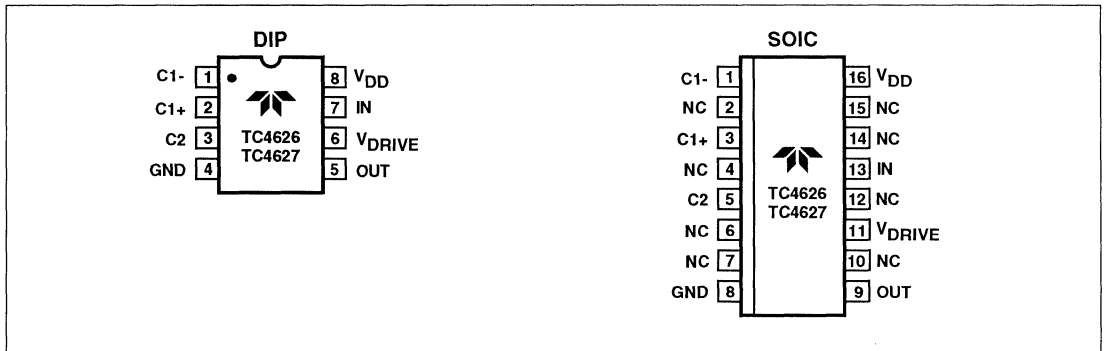 DIP
C1- 1
C1+ 2
C2 3
GND 4
8 VDD
7 IN
6 VDRIVE
5 OUT
TC4626
TC4627
SOIC
C1- 1
NC 2
C1+ 3
NC 4
C2 5
NC 6
NC 7
GND 8
16 VDD
15 NC
14 NC
13 IN
12 NC
11 VDRIVE
10 NC
9 OUT
TC4626
TC4627